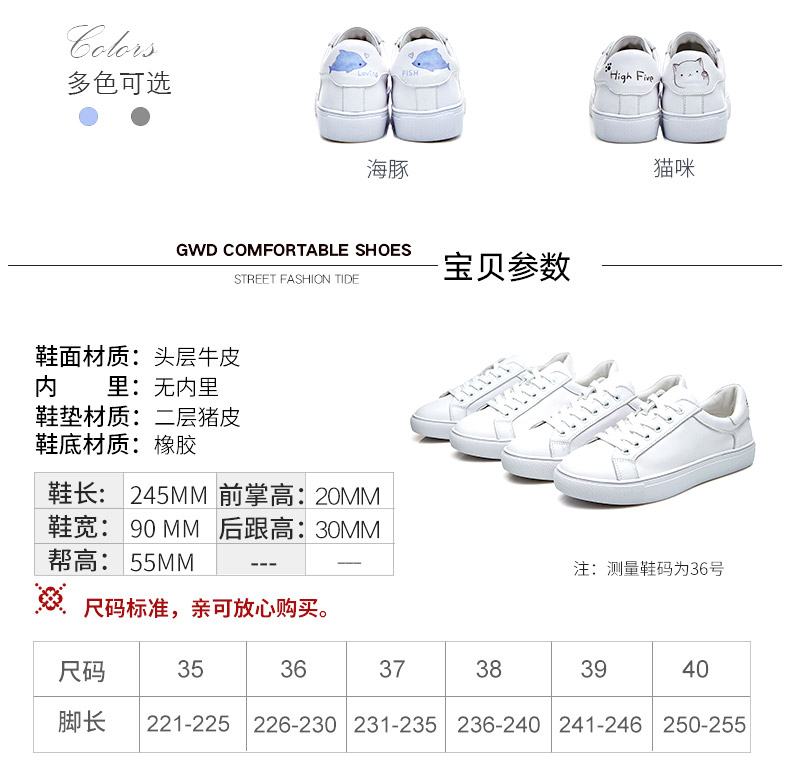 Colors
多色可选
Loving
FISH
High Five
海豚
猫咪
GWD COMFORTABLE SHOES
STREET FASHION TIDE
宝贝参数
鞋面材质：头层牛皮
内 里：无内里
鞋垫材质：二层猪皮
鞋底材质：橡胶
鞋长: 245MM 前掌高: 20MM
鞋宽: 90 MM 后跟高: 30MM
帮高: 55MM --- ---
注：测量鞋码为36号
尺码标准，亲可放心购买。
尺码 35 36 37 38 39 40
脚长 221-225 226-230 231-235 236-240 241-246 250-255